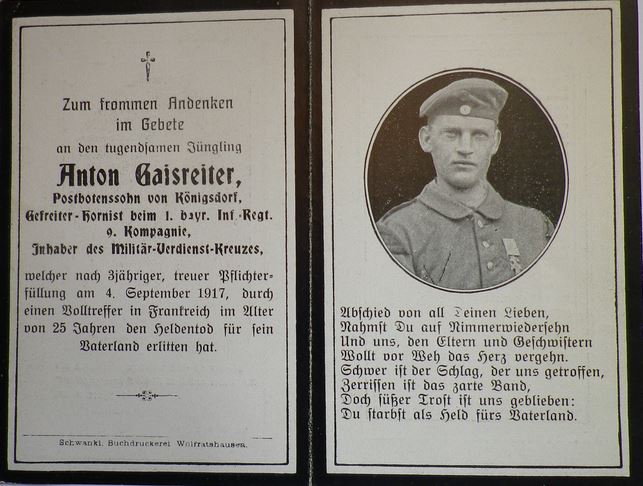 Zum frommen Andenken
im Gebete
an den tugendsamen Jüngling
Anton Gaisreiter,
Postbotenssohn von Königsdorf,
Gefreiter-Hornist beim 1. bayr. Inf.-Regt.
9. Kompagnie,
Inhaber des Militär-Verdienst-Kreuzes,
welcher nach 3jähriger, treuer Pflichter-
füllung am 4. September 1917, durch
einen Volltreffer in Frankreich im Alter
von 25 Jahren den Heldentod für sein
Vaterland erlitten hat.
Schwankl. Buchdruckerei Wolfratshausen.
Abschied von all Deinen Lieben,
Nahmst Du auf Nimmerwiedersehn
Und uns, den Eltern und Geschwistern
Wollt vor Weh das Herz vergehn.
Schwer ist der Schlag, der uns getroffen,
Zerrissen ist das zarte Band,
Doch süßer Trost ist uns geblieben:
Du starbst als Held fürs Vaterland.